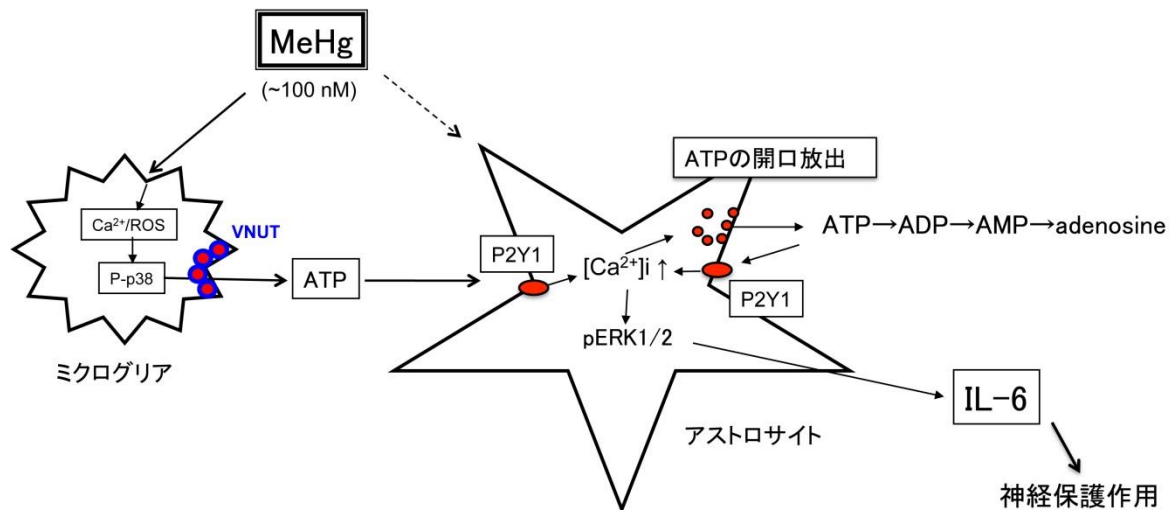 MeHg
(~100 nM)
ATPの開口放出
Ca²⁺/ROS
VNUT
P-p38
ATP
P2Y1
[Ca²⁺]i ↑
ATP→ADP→AMP→adenosine
P2Y1
pERK1/2
ミクログリア
IL-6
アストロサイト
神経保護作用